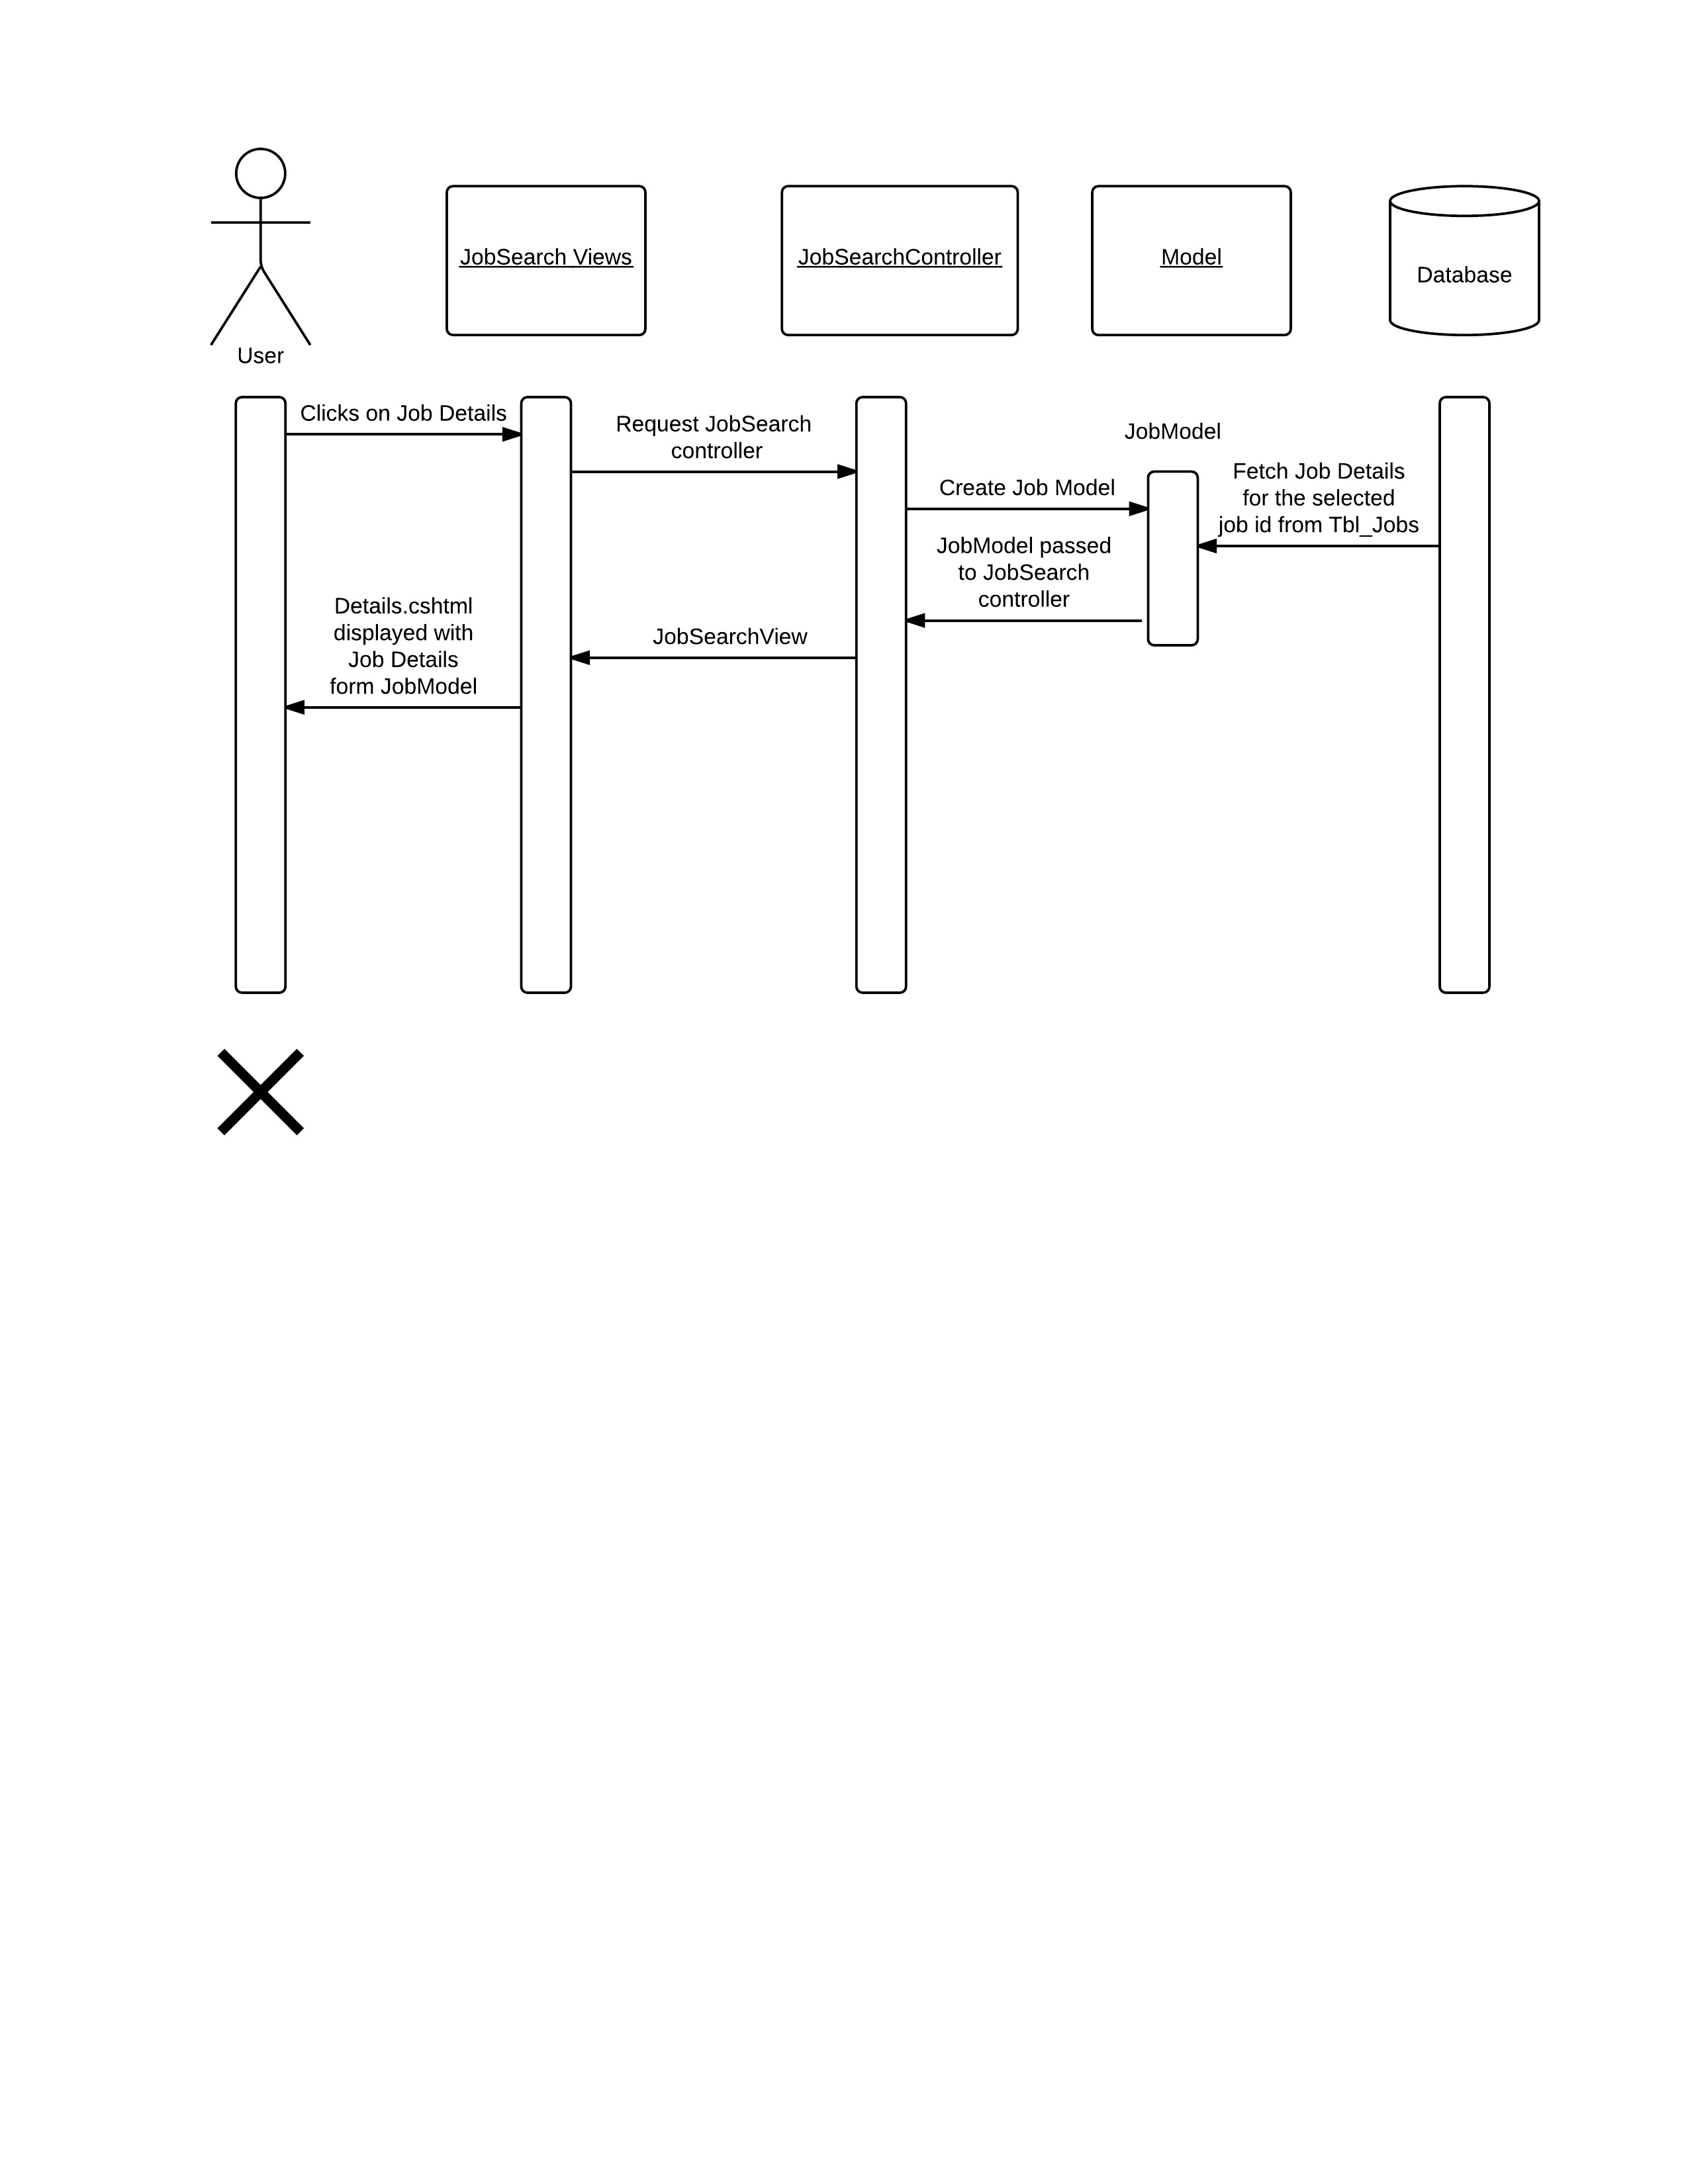 JobSearch Views
JobSearchController
Model
Database
User
Clicks on Job Details
Request JobSearch
controller
JobModel
Create Job Model
Fetch Job Details
for the selected
job id from Tbl_Jobs
JobModel passed
to JobSearch
controller
JobSearchView
Details.cshtml
displayed with
Job Details
form JobModel